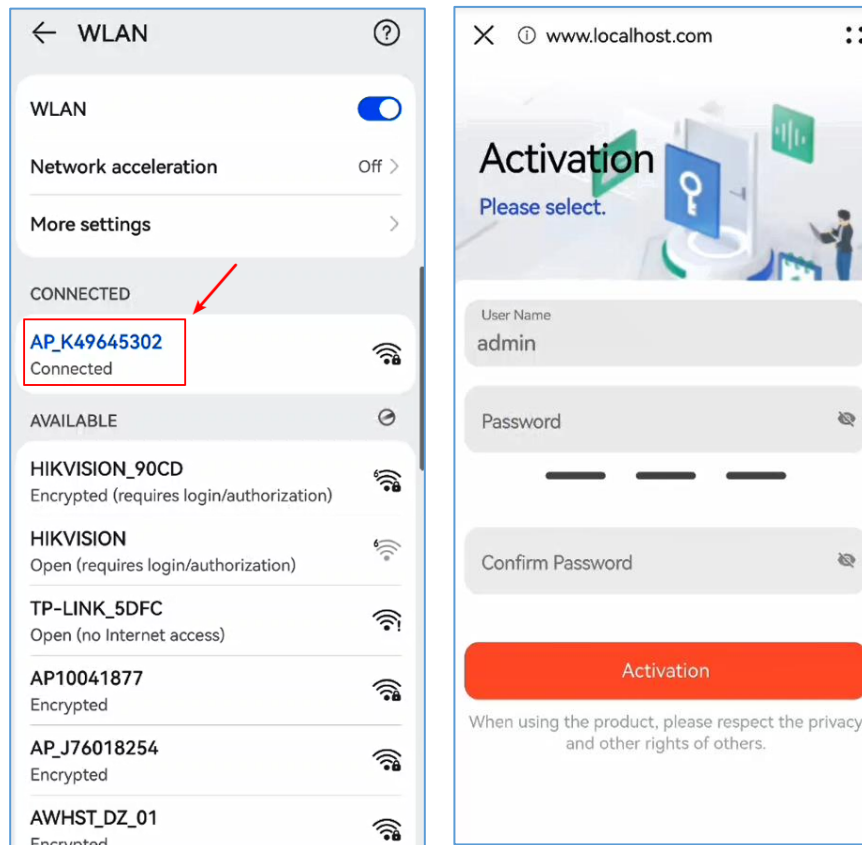 WLAN
WLAN
Network acceleration Off
More settings
CONNECTED
AP_K49645302
Connected
AVAILABLE
HIKVISION_90CD
Encrypted (requires login/authorization)
HIKVISION
Open (requires login/authorization)
TP-LINK_5DFC
Open (no Internet access)
AP10041877
Encrypted
AP_J76018254
Encrypted
AWHST_DZ_01
Encrypted
www.localhost.com
Activation
Please select.
User Name
admin
Password
Confirm Password
Activation
When using the product, please respect the privacy
and other rights of others.